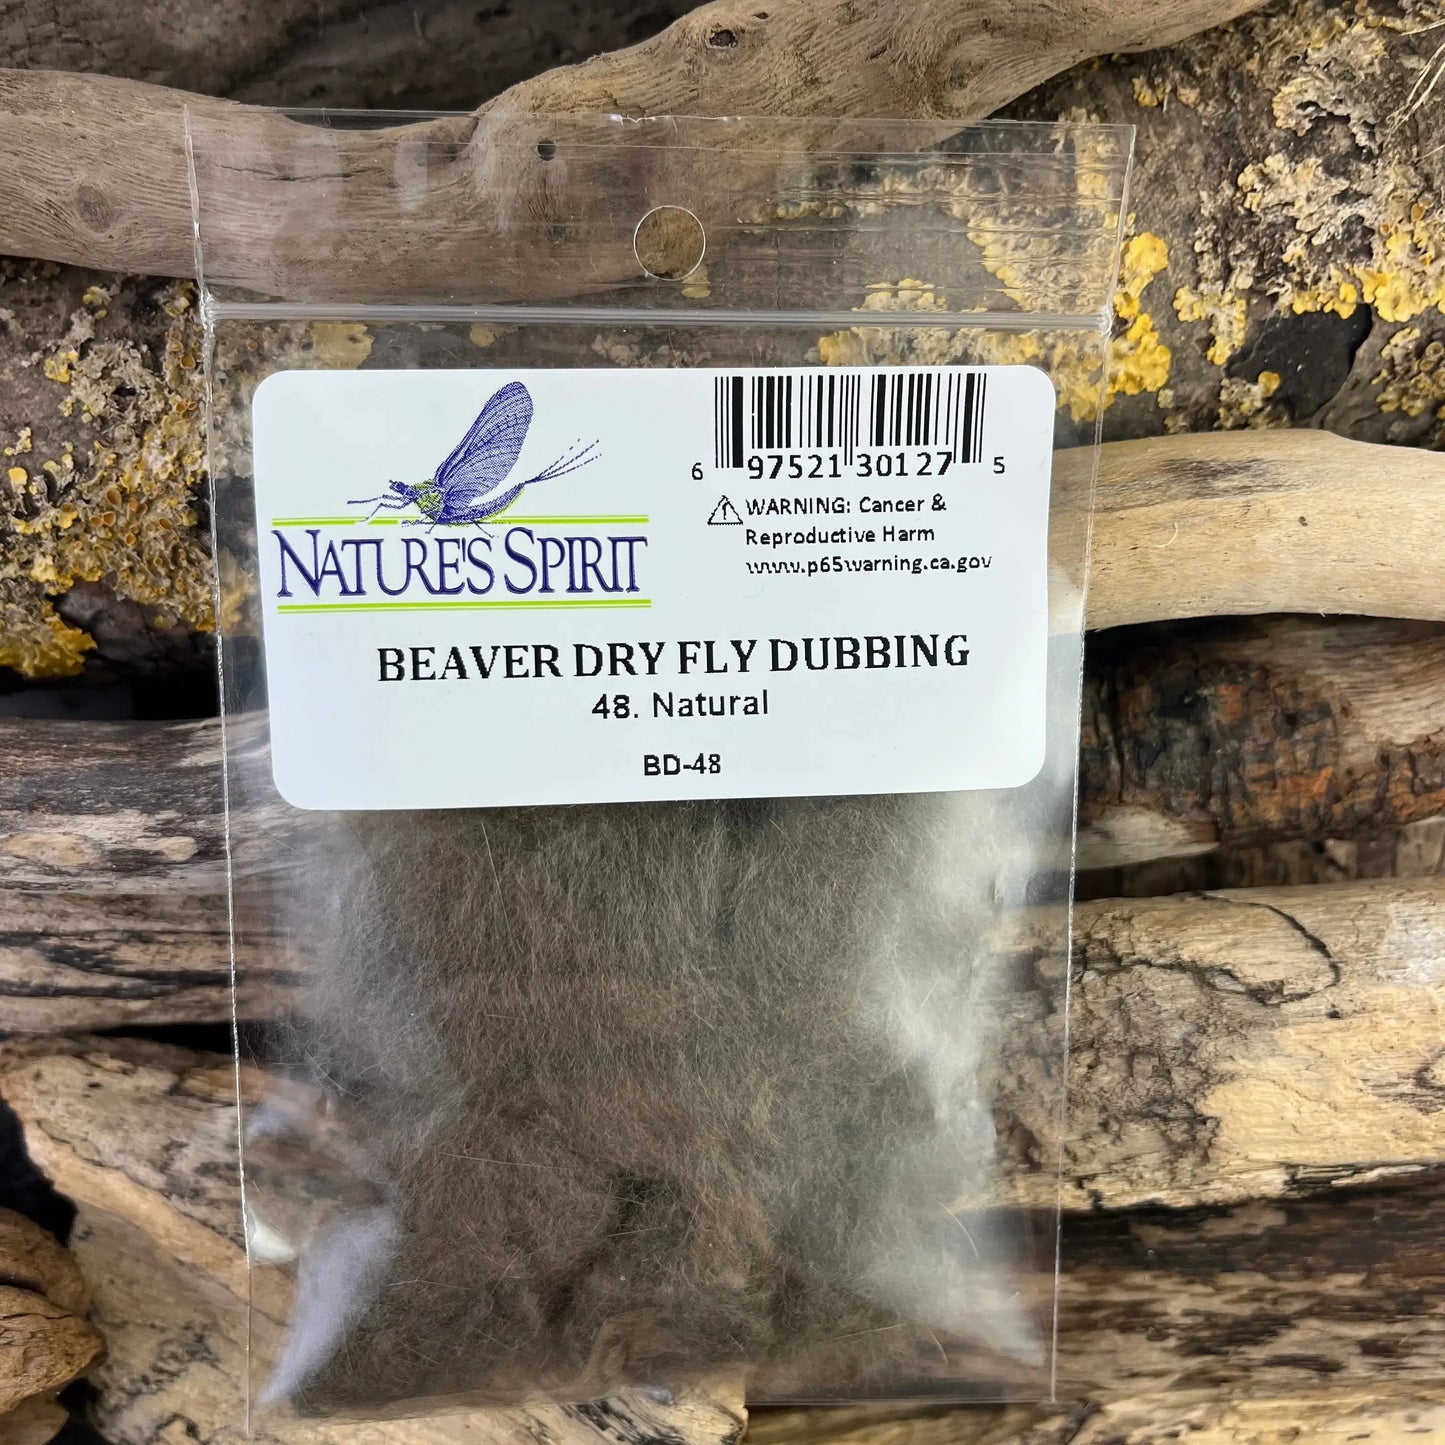 NATURE'S SPIRIT
6 97521 30127 5
WARNING: Cancer &
Reproductive Harm
www.p65warning.ca.gov
BEAVER DRY FLY DUBBING
48. Natural
BD-48